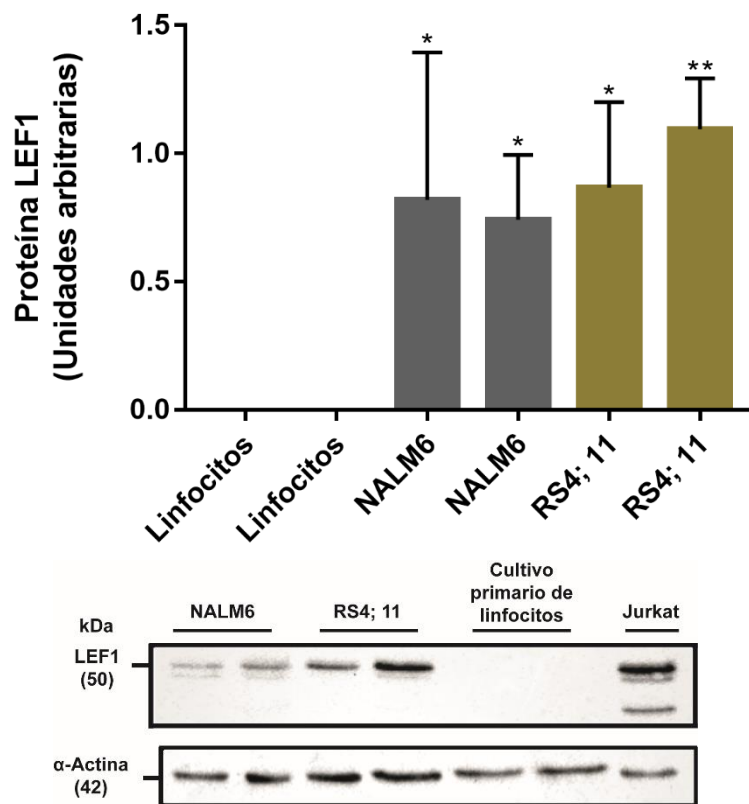 Proteína LEF1
(Unidades arbitrarias)
1.5
1.0
0.5
0.0
*
*
*
**
Linfocitos
Linfocitos
NALM6
NALM6
RS4; 11
RS4; 11
kDa
NALM6
RS4; 11
Cultivo
primario de
linfocitos
Jurkat
LEF1
(50)
α-Actina
(42)